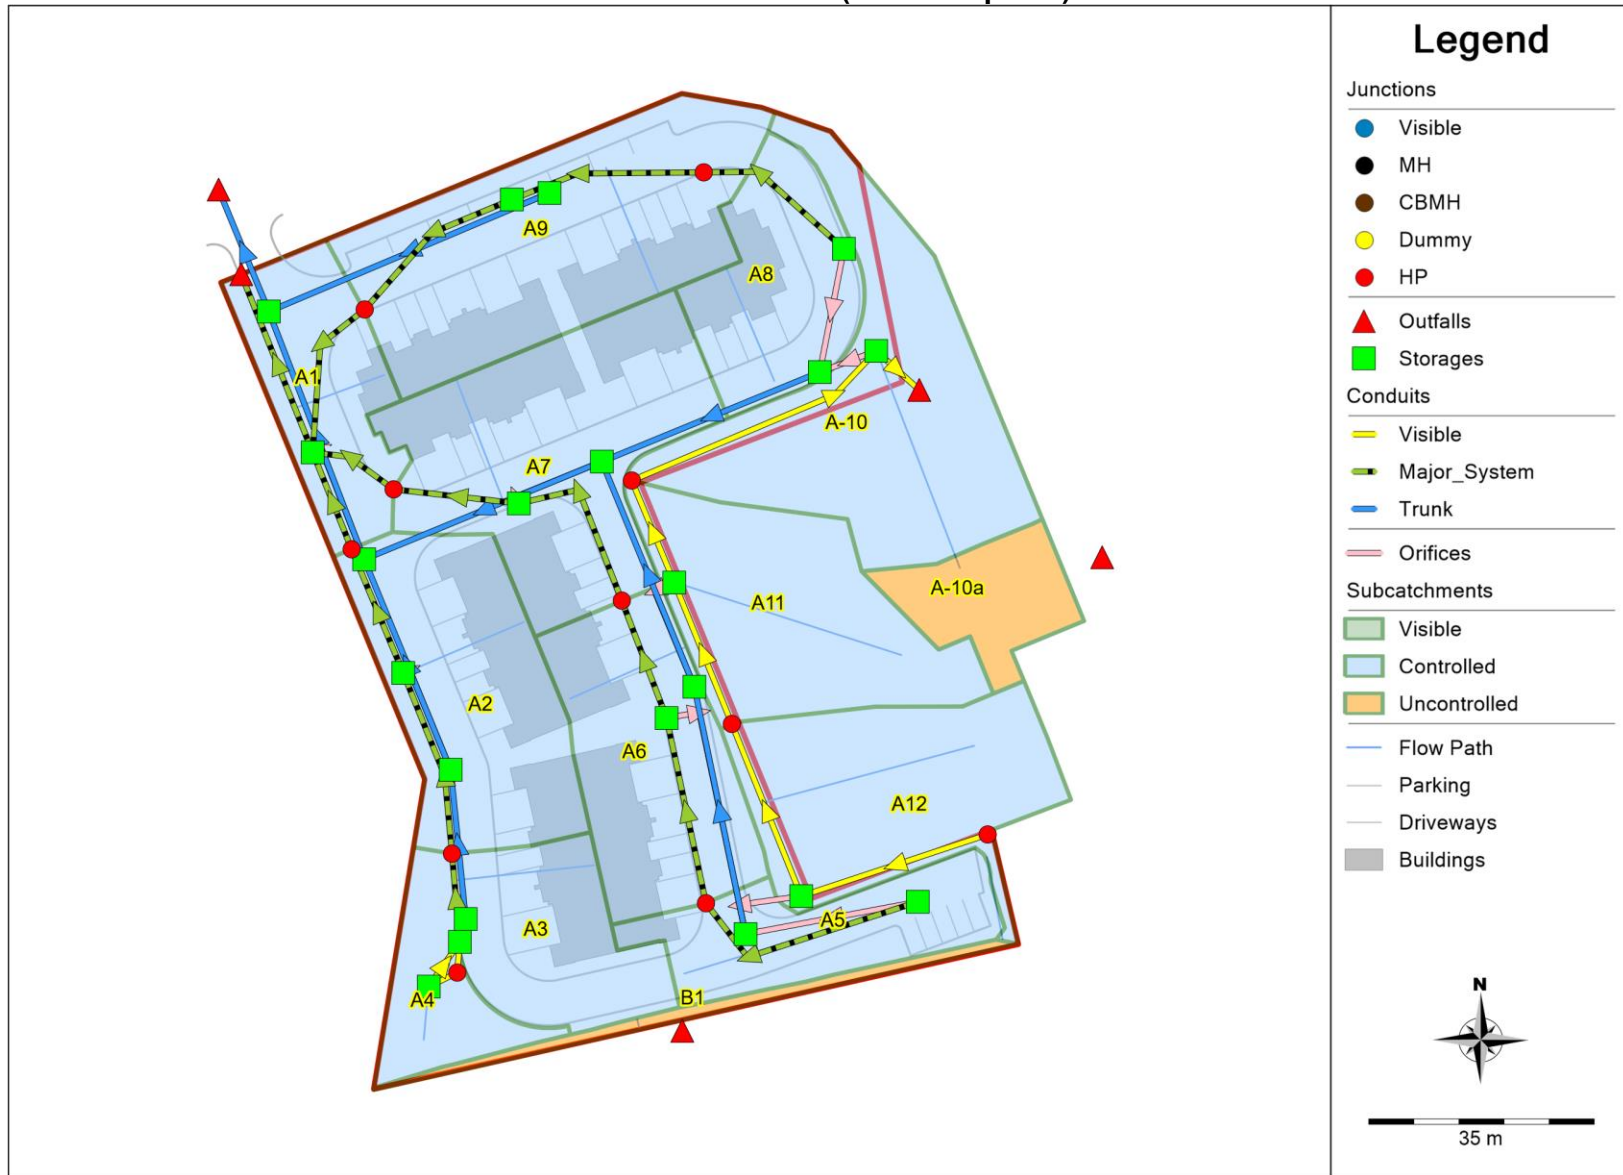 Legend
Junctions
Visible
MH
CBMH
Dummy
HP
Outfalls
Storages
Conduits
Visible
Major_System
Trunk
Orifices
Subcatchments
Visible
Controlled
Uncontrolled
Flow Path
Parking
Driveways
Buildings
N
35 m
A9
A8
A1
A-10
A7
A-10a
A11
A2
A6
A12
A5
A3
B1
A4